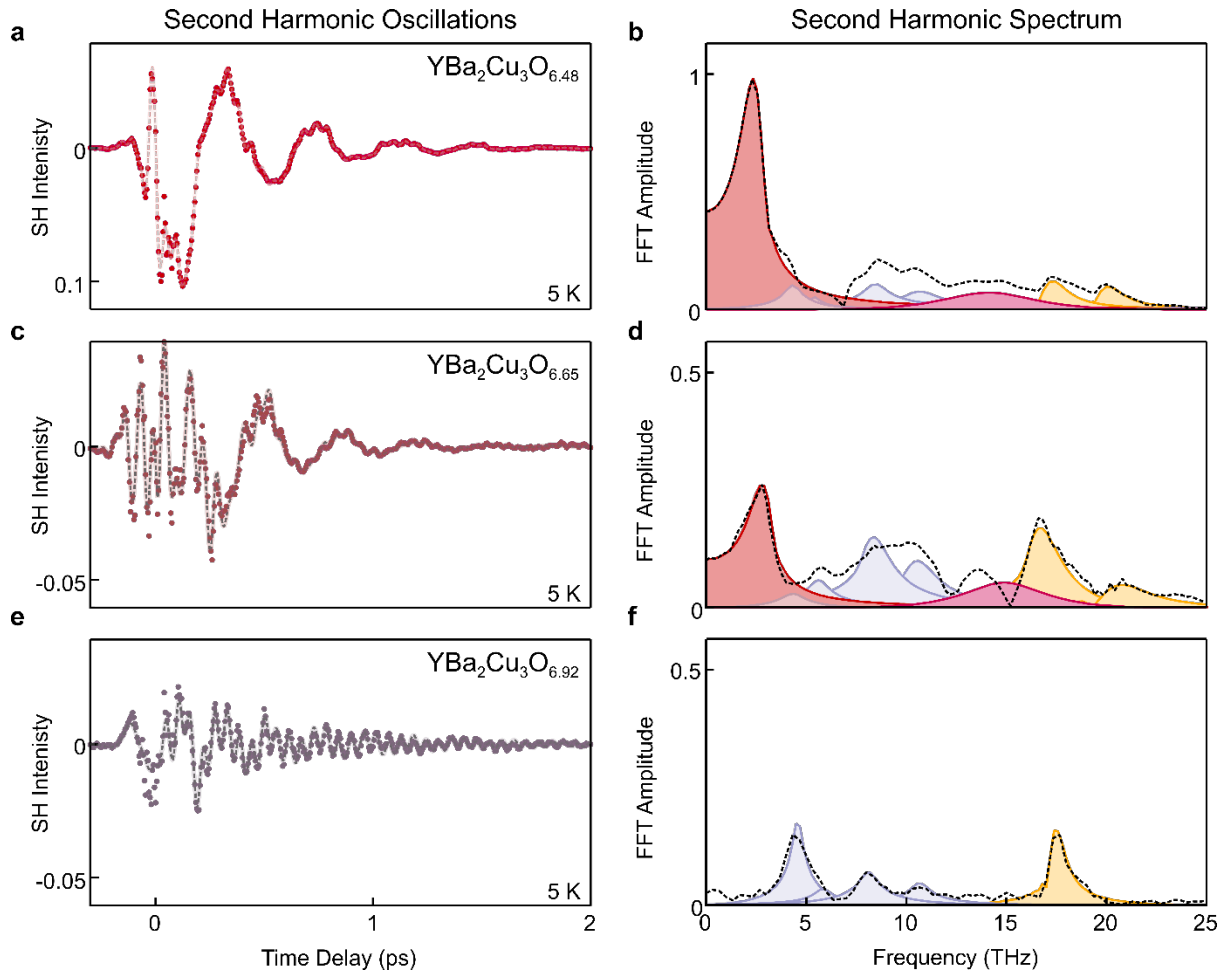 Second Harmonic Oscillations
Second Harmonic Spectrum
a
YBa₂Cu₃O₆.₄₈
0
0.1
SH Intenisty
5 K
b
1
0
FFT Amplitude
c
YBa₂Cu₃O₆.₆₅
0
-0.05
SH Intenisty
5 K
d
0.5
0
FFT Amplitude
e
YBa₂Cu₃O₆.₉₂
0
-0.05
SH Intenisty
5 K
0 1 2
Time Delay (ps)
f
0.5
0
FFT Amplitude
0 5 10 15 20 25
Frequency (THz)